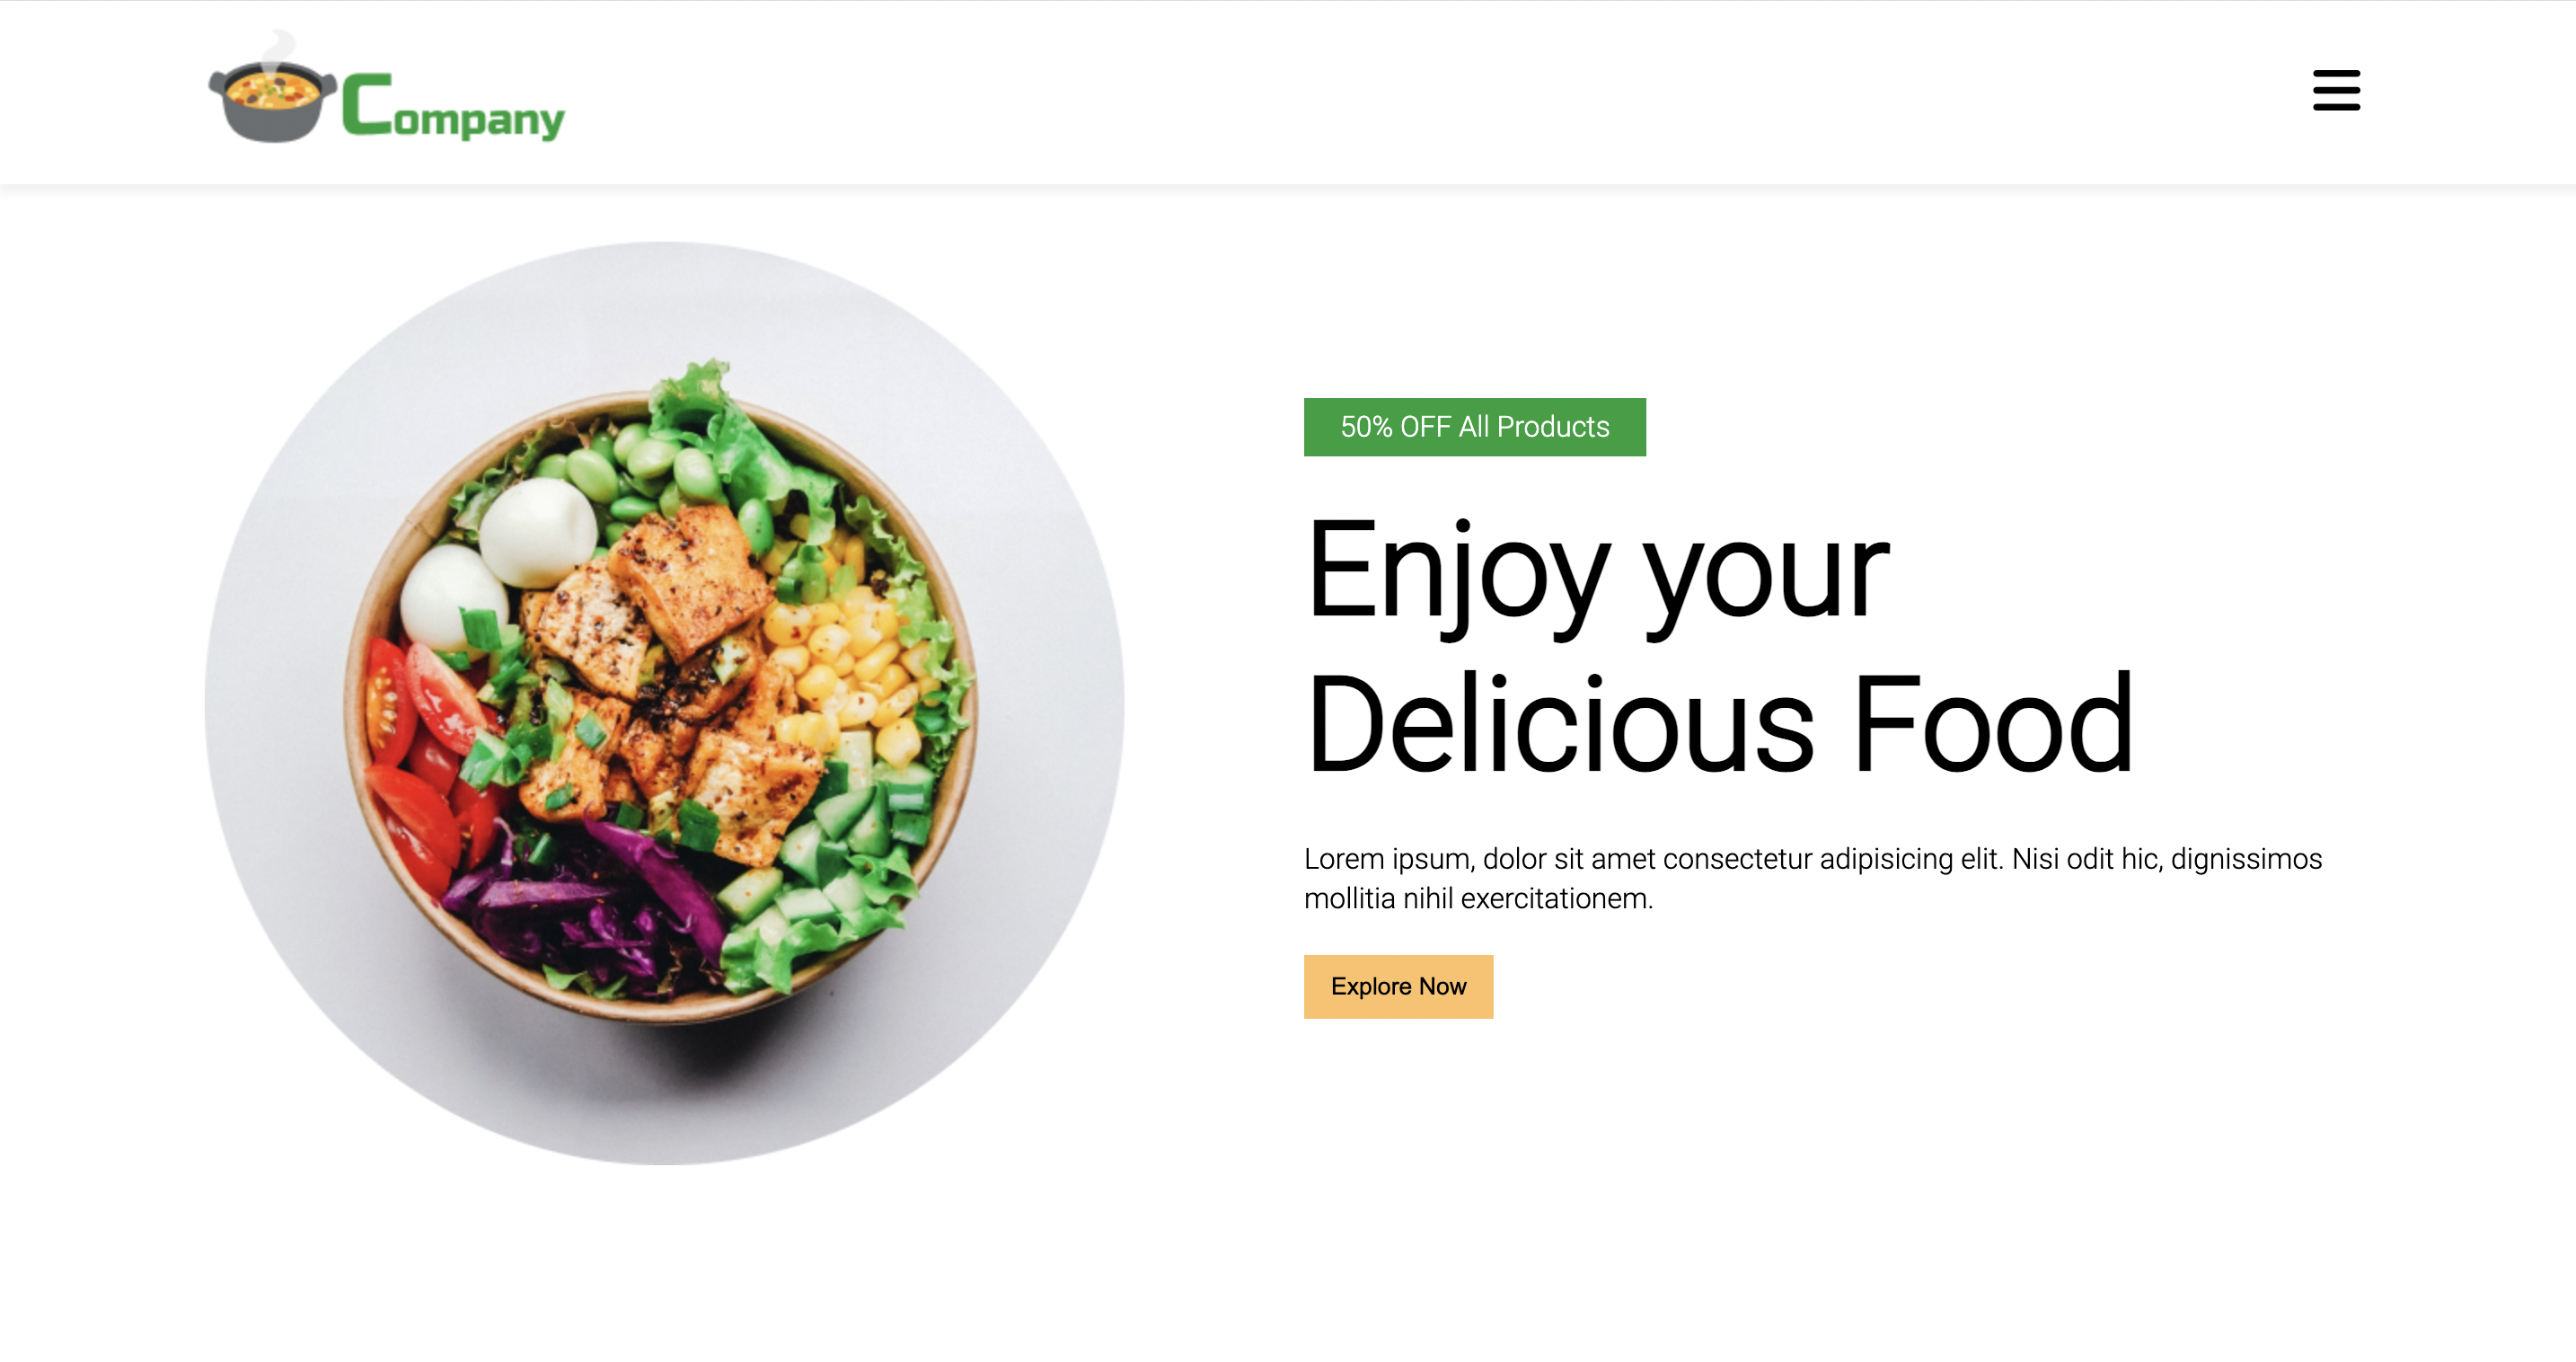 Company
50% OFF All Products
Enjoy your
Delicious Food
Lorem ipsum, dolor sit amet consectetur adipisicing elit. Nisi odit hic, dignissimos
mollitia nihil exercitationem.
Explore Now